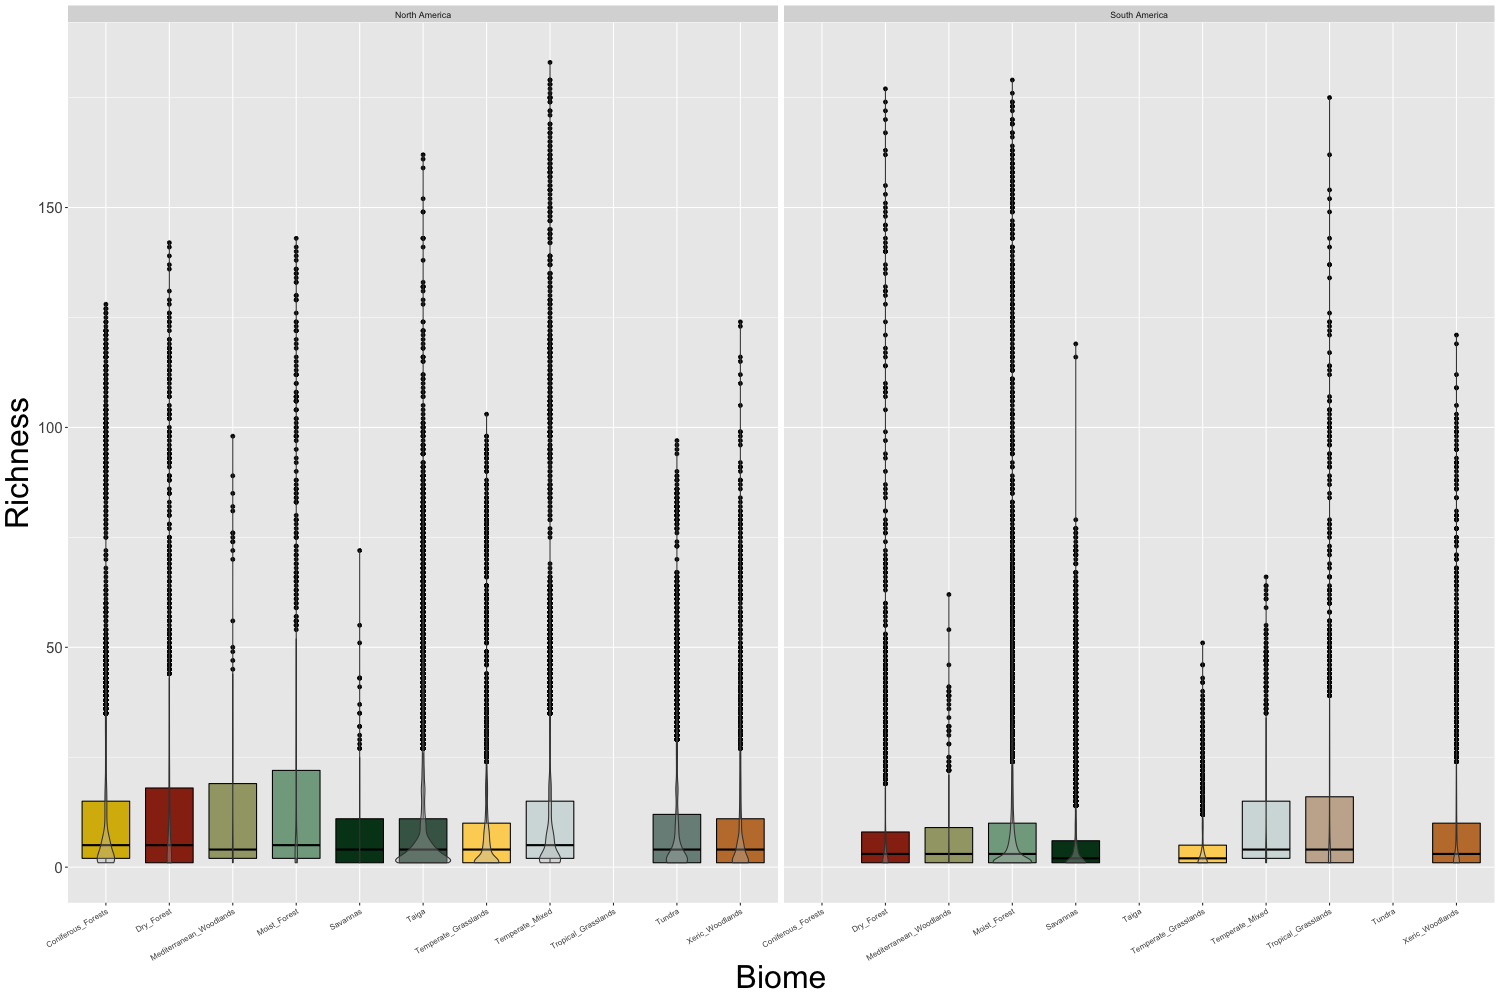 North America
South America
Richness
150
100
50
0
Coniferous_Forests
Dry_Forest
Mediterranean_Woodlands
Moist_Forest
Savannas
Taiga
Temperate_Grasslands
Temperate_Mixed
Tropical_Grasslands
Tundra
Xeric_Woodlands
Coniferous_Forests
Dry_Forest
Mediterranean_Woodlands
Moist_Forest
Savannas
Taiga
Temperate_Grasslands
Temperate_Mixed
Tropical_Grasslands
Tundra
Xeric_Woodlands
Biome